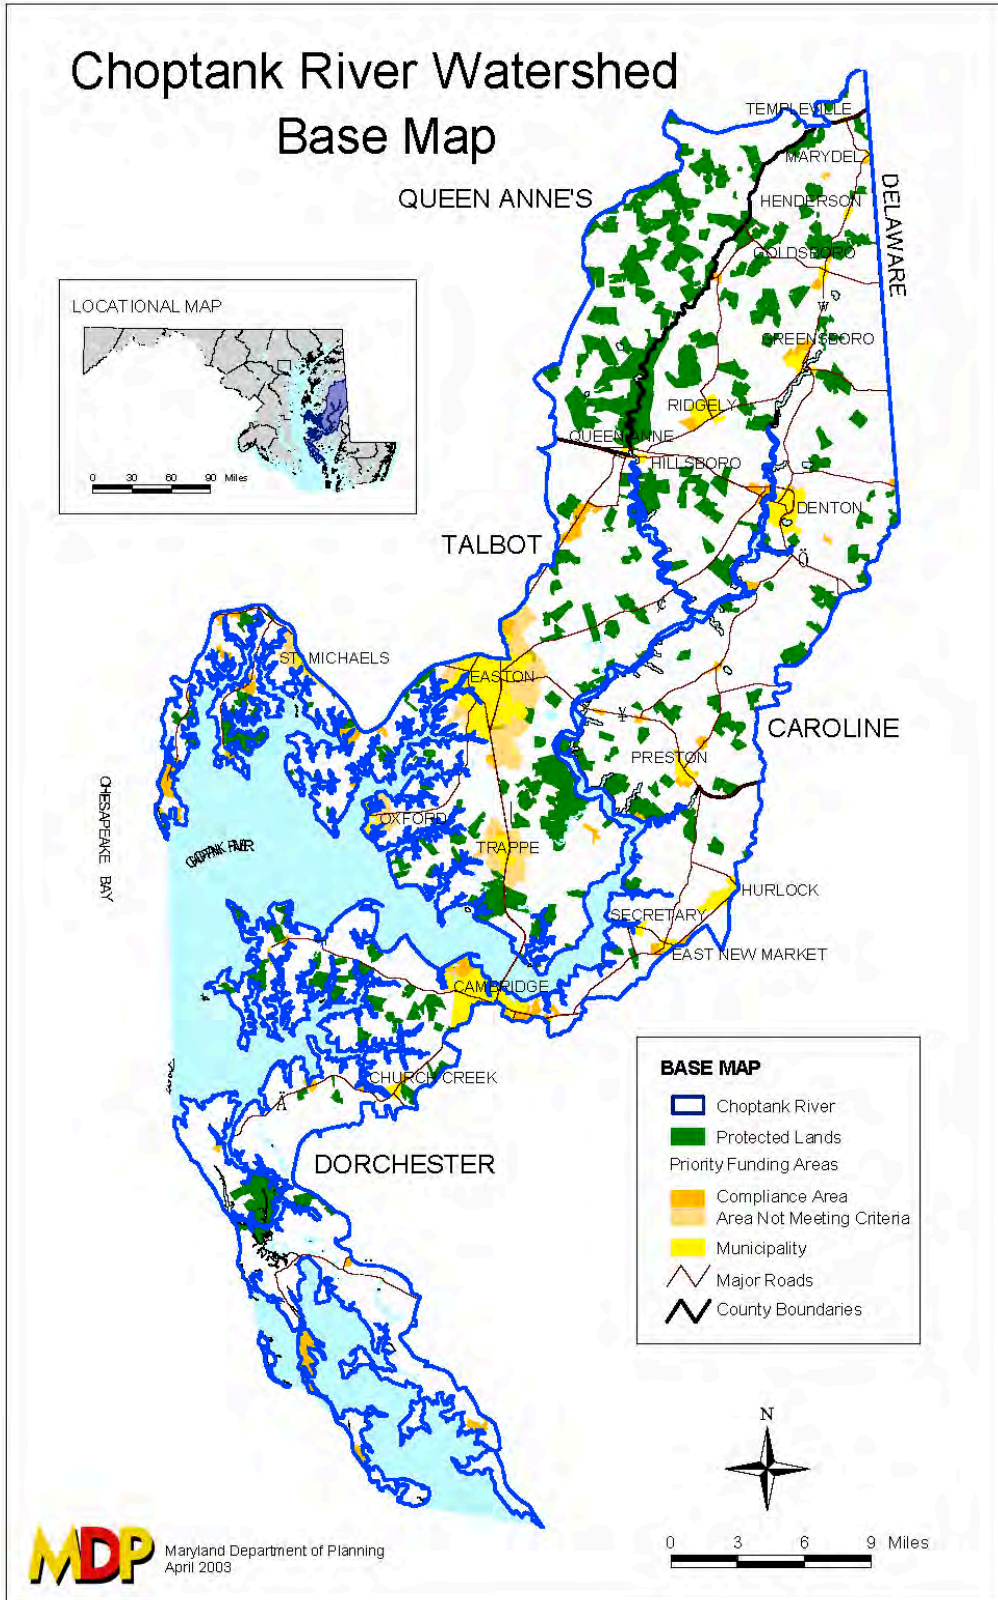 Choptank River Watershed
Base Map
TEMPLEVILLE
MARYDEL
QUEEN ANNE'S
HENDERSON
DELAWARE
GOLDSBORO
LOCATIONAL MAP
0 30 60 90 Miles
W
GREENSBORO
RIDGELY
QUEEN ANNE
HILLSBORO
DENTON
TALBOT
Ö
ST. MICHAELS
EASTON
¥
CAROLINE
PRESTON
CHESAPEAKE BAY
OXFORD
CHOPTANK RIVER
TRAPPE
HURLOCK
SECRETARY
EAST NEW MARKET
CAMBRIDGE
CHURCH CREEK
Ä
DORCHESTER
BASE MAP
Choptank River
Protected Lands
Priority Funding Areas
Compliance Area
Area Not Meeting Criteria
Municipality
Major Roads
County Boundaries
N
0 3 6 9 Miles
MDP
Maryland Department of Planning
April 2003